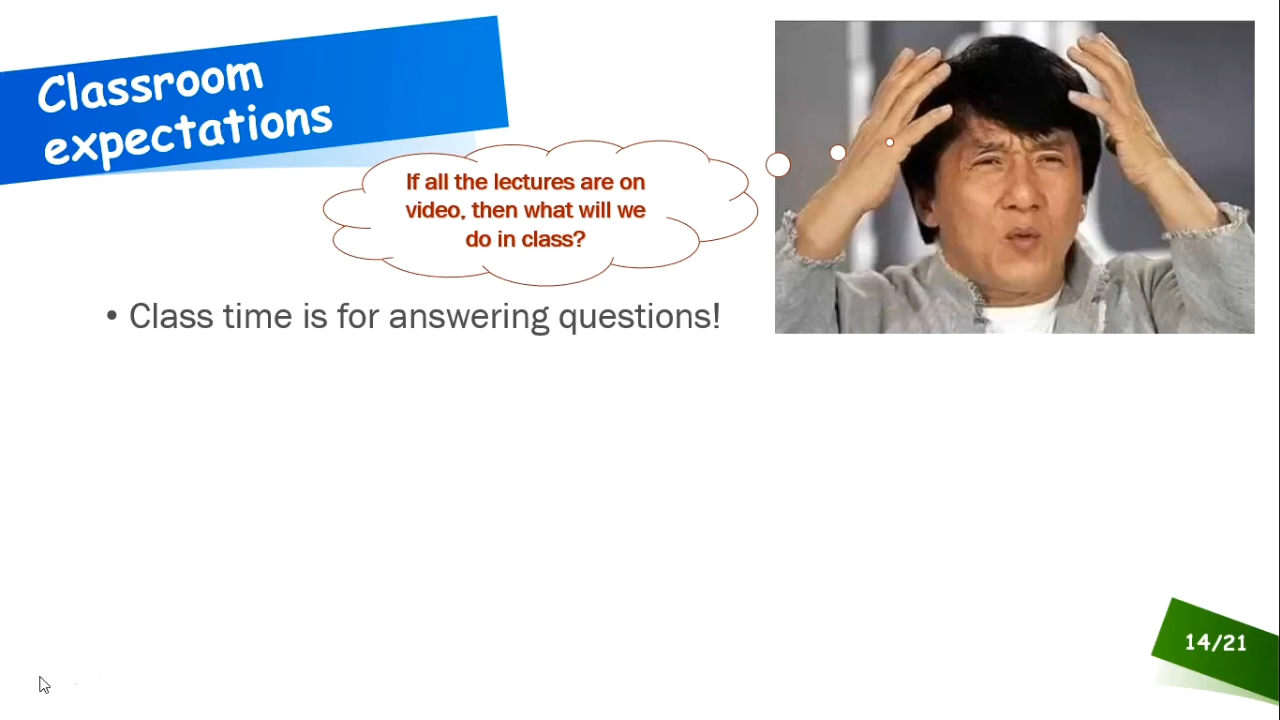 Classroom
expectations
If all the lectures are on
video, then what will we
do in class?
• Class time is for answering questions!
14/21